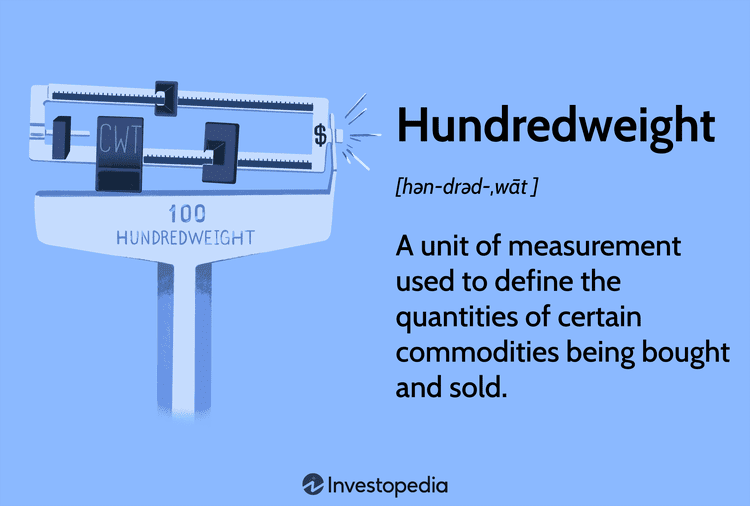 CWT
$
100
HUNDREDWEIGHT
Hundredweight
[hən-drəd-,wāt ]
A unit of measurement
used to define the
quantities of certain
commodities being bought
and sold.
Investopedia